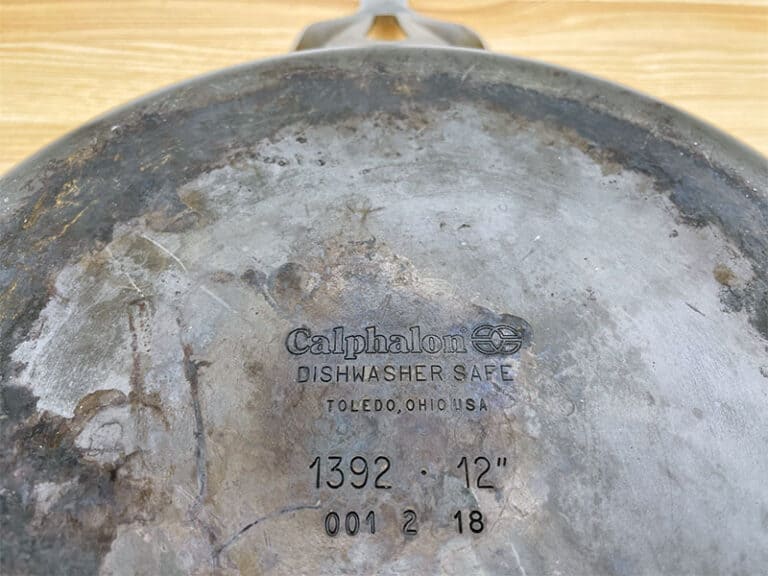 Calphalon®
DISHWASHER SAFE
TOLEDO, OHIO USA
1392 · 12"
001 2 18